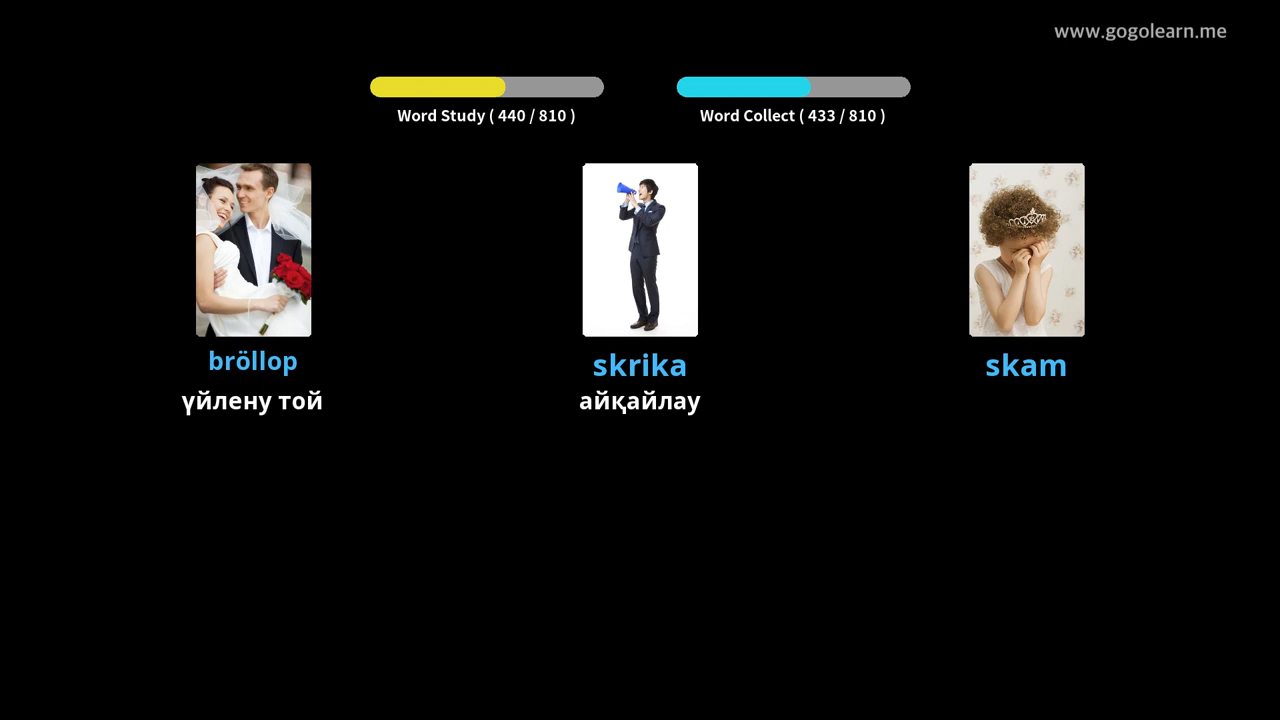 www.gogolearn.me
Word Study ( 440 / 810 )
Word Collect ( 433 / 810 )
bröllop
үйлену той
skrika
айқайлау
skam